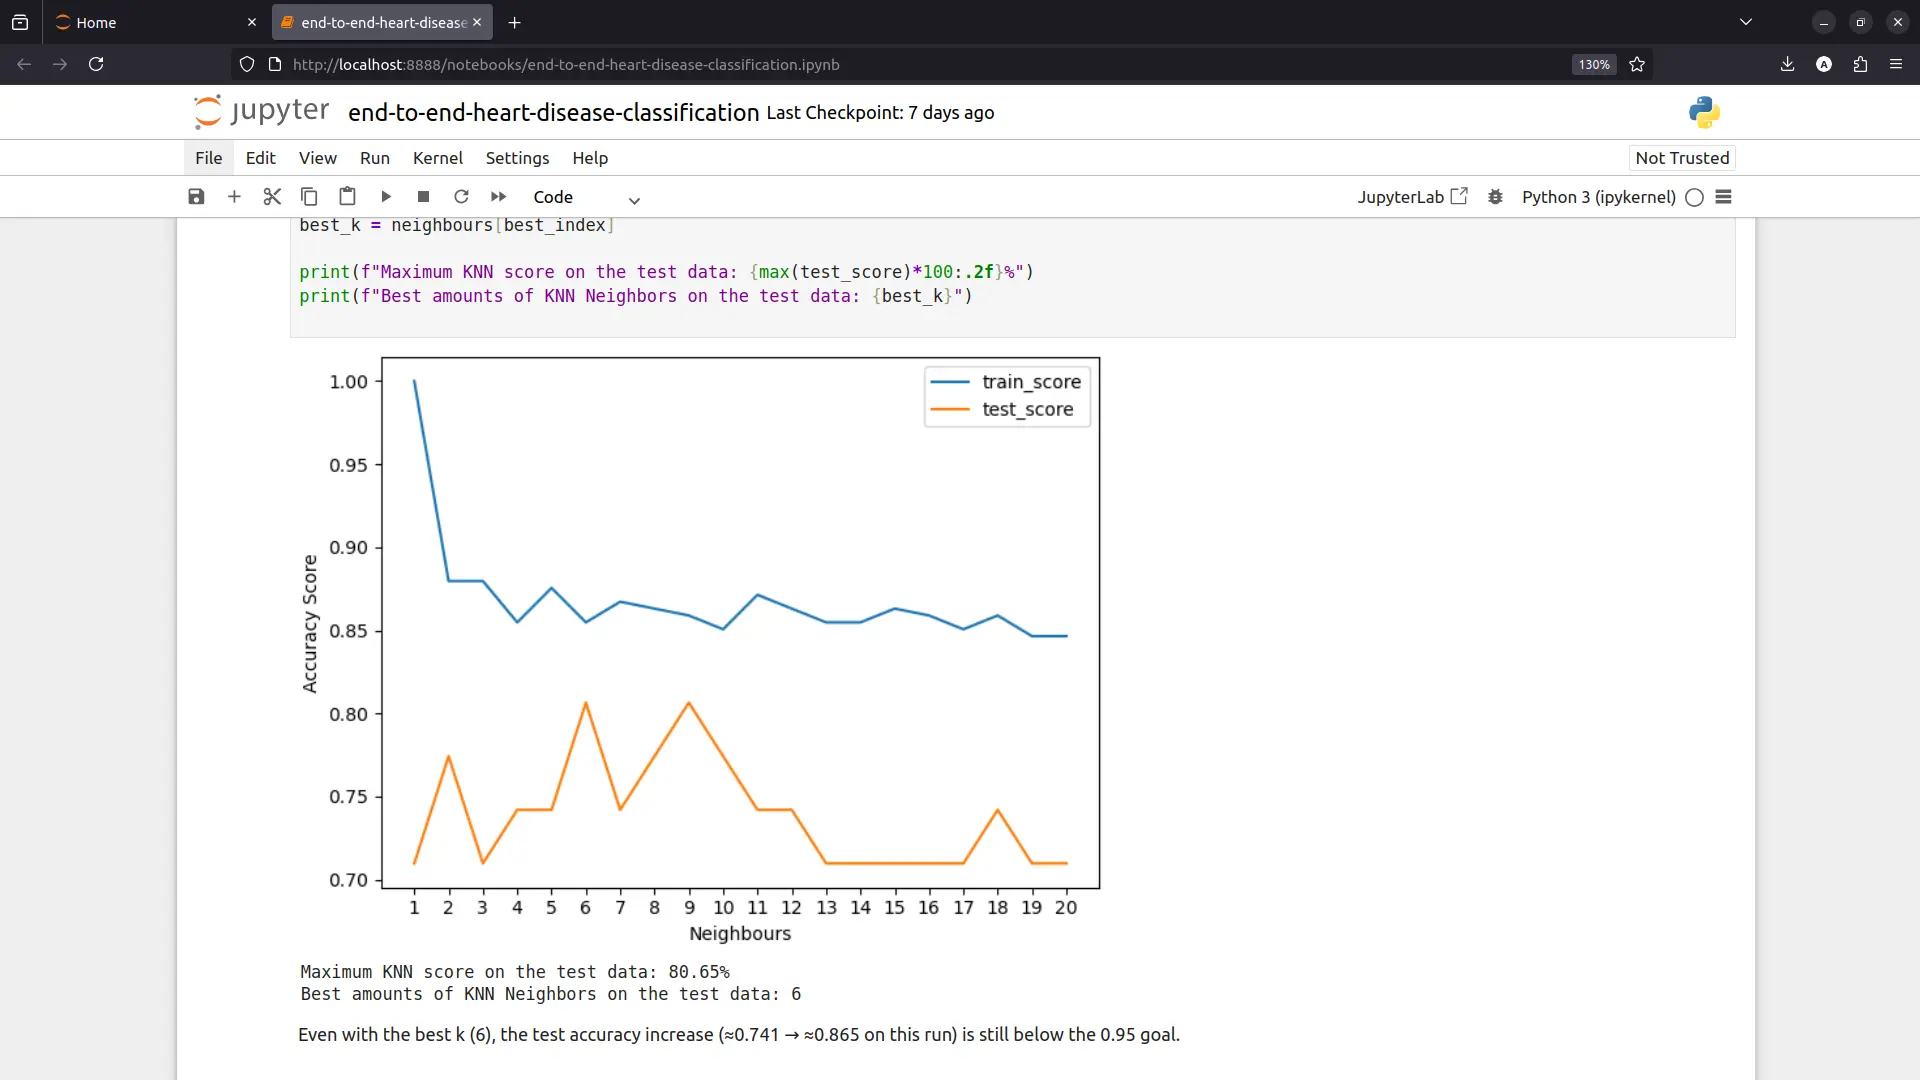 Home
end-to-end-heart-disease
http://localhost:8888/notebooks/end-to-end-heart-disease-classification.ipynb
130%
A
jupyter
end-to-end-heart-disease-classification Last Checkpoint: 7 days ago
File Edit View Run Kernel Settings Help
Not Trusted
Code
JupyterLab
Python 3 (ipykernel)
best_k = neighbours[best_index]
print(f"Maximum KNN score on the test data: {max(test_score)*100:.2f}%")
print(f"Best amounts of KNN Neighbors on the test data: {best_k}")
train_score
test_score
1.00
0.95
0.90
0.85
0.80
0.75
0.70
Accuracy Score
1 2 3 4 5 6 7 8 9 10 11 12 13 14 15 16 17 18 19 20
Neighbours
Maximum KNN score on the test data: 80.65%
Best amounts of KNN Neighbors on the test data: 6
Even with the best k (6), the test accuracy increase (≈0.741 → ≈0.865 on this run) is still below the 0.95 goal.